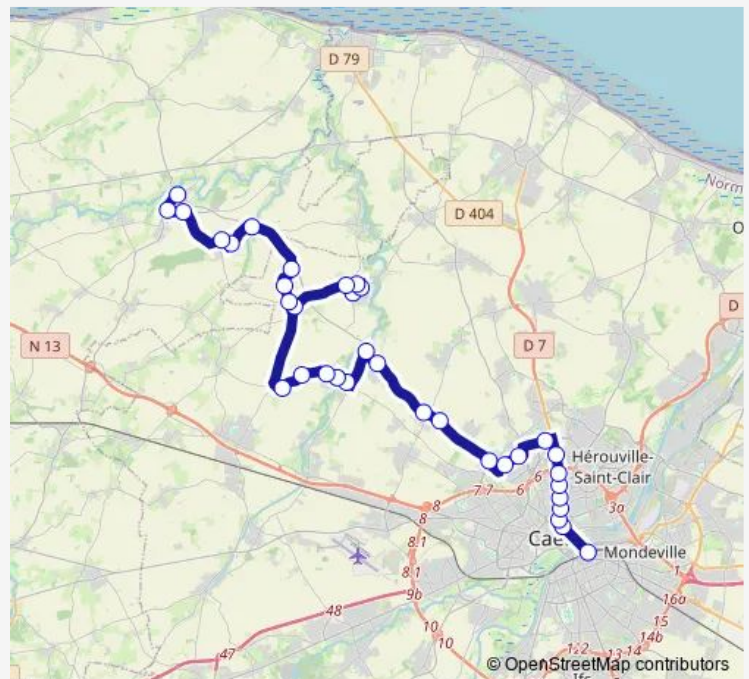 D 79
Norm
D 404
O
D
N 13
D 7
Hérouville-
Saint-Clair
7 7
6
6
8
8
3a
Cae
Mondeville
8.1
8.1
1
9b
16a
48
10
10
15
14b
47
13
14
© OpenStreetMap contributors